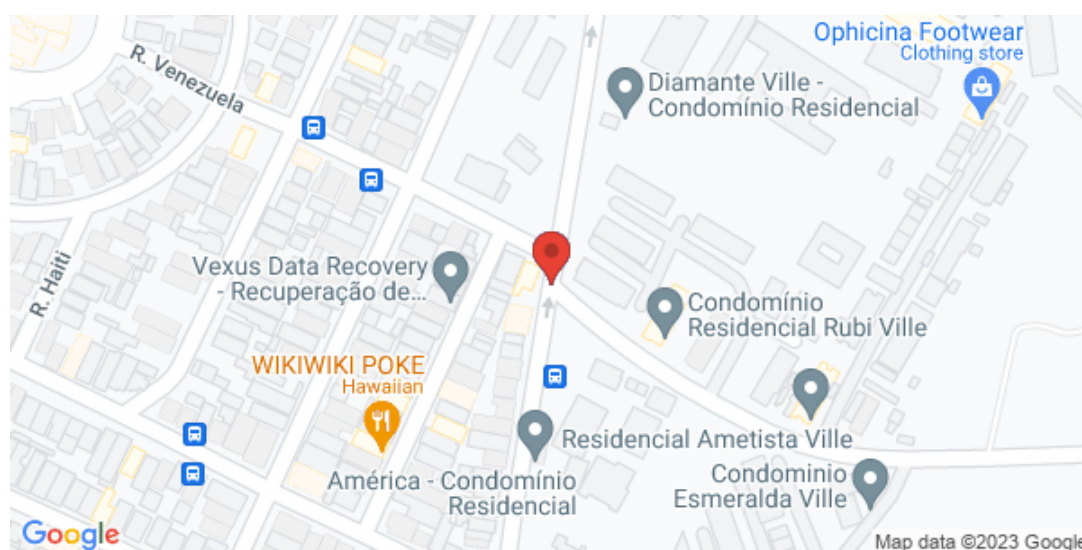 Ophicina Footwear
Clothing store
R. Venezuela
Diamante Ville -
Condomínio Residencial
R. Haiti
Vexus Data Recovery
- Recuperação de...
Condomínio
Residencial Rubi Ville
WIKIWIKI POKE
Hawaiian
Residencial Ametista Ville
América - Condomínio
Residencial
Condominio
Esmeralda Ville
Google
Map data ©2023 Google